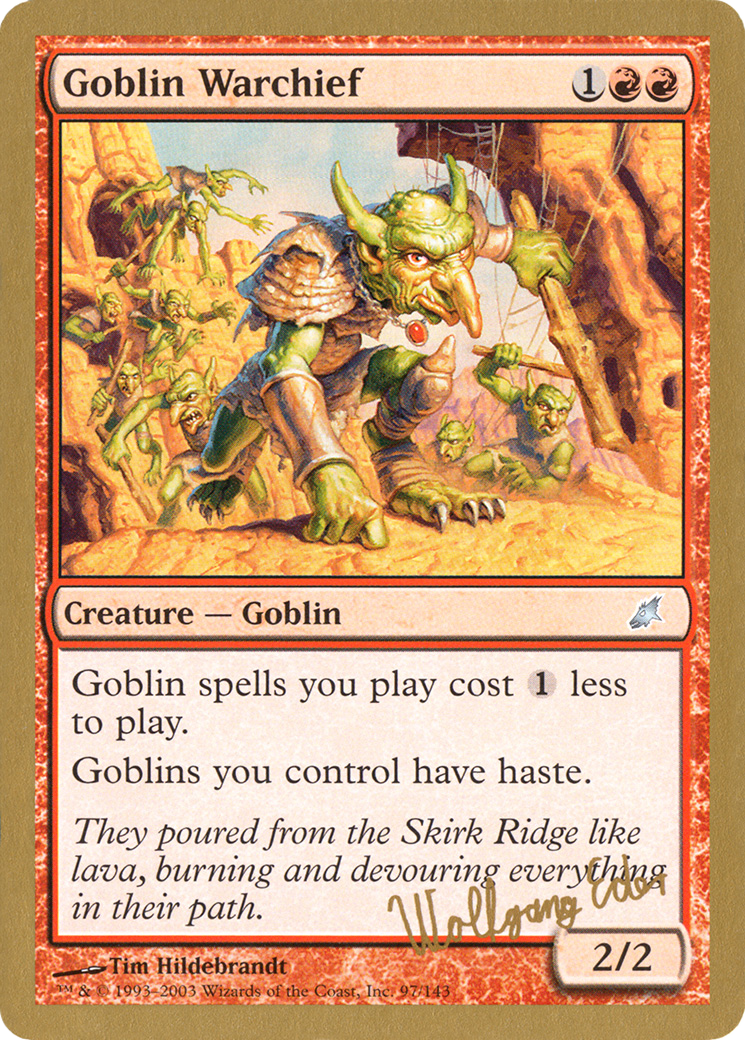 Goblin Warchief 1
Creature — Goblin
Goblin spells you play cost 1 less
to play.
Goblins you control have haste.
They poured from the Skirk Ridge like
lava, burning and devouring everything
in their path.
Wolfgang Eder
2/2
Tim Hildebrandt
™ & © 1993–2003 Wizards of the Coast, Inc. 97/143